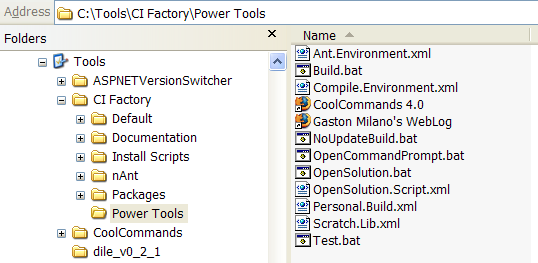 Address C:\Tools\CI Factory\Power Tools
Folders
Tools
ASPNETVersionSwitcher
CI Factory
Default
Documentation
Install Scripts
nAnt
Packages
Power Tools
CoolCommands
dile_v0_2_1
Name
Ant.Environment.xml
Build.bat
Compile.Environment.xml
CoolCommands 4.0
Gaston Milano's WebLog
NoUpdateBuild.bat
OpenCommandPrompt.bat
OpenSolution.bat
OpenSolution.Script.xml
Personal.Build.xml
Scratch.Lib.xml
Test.bat